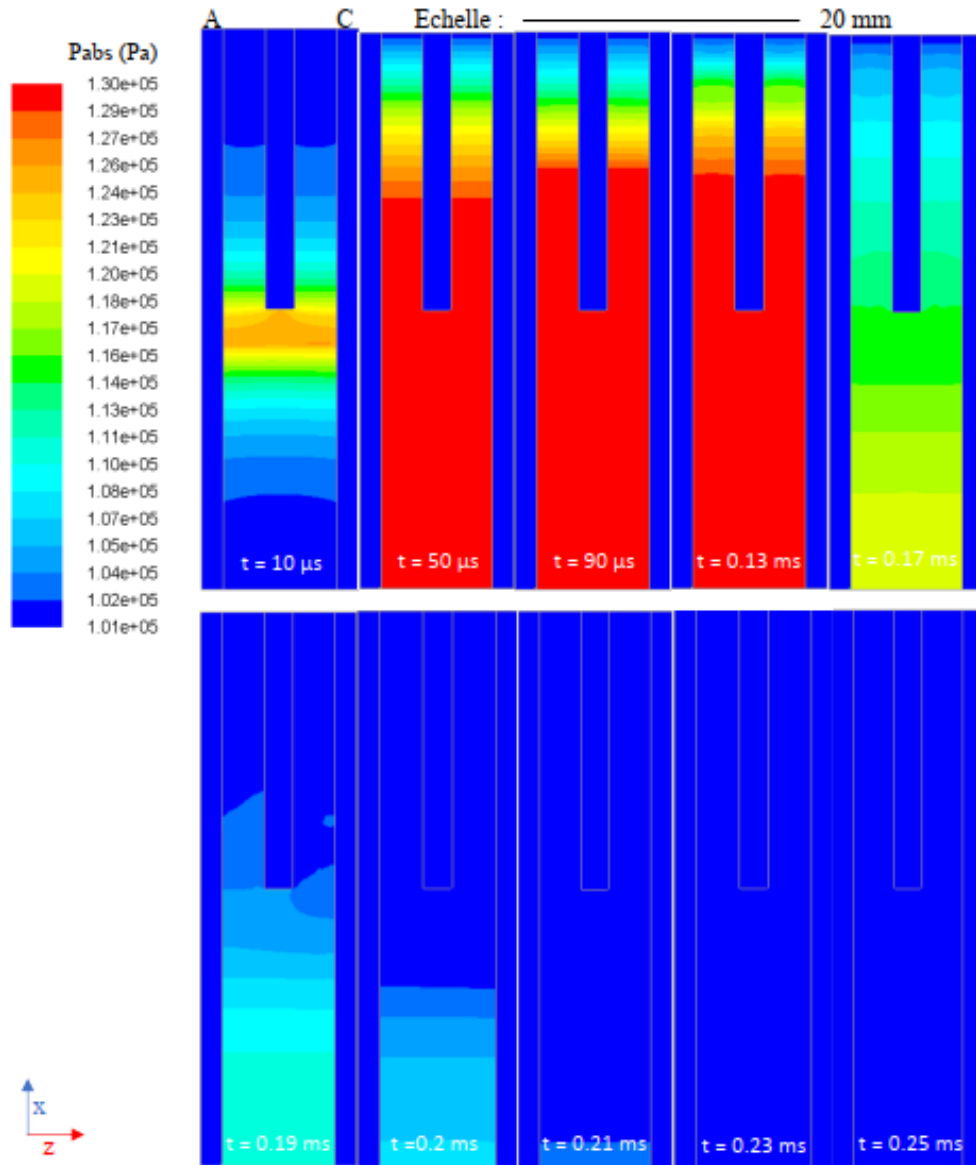 A C Echelle : 20 mm
Pabs (Pa)
1.30e+05
1.29e+05
1.27e+05
1.26e+05
1.24e+05
1.23e+05
1.21e+05
1.20e+05
1.18e+05
1.17e+05
1.16e+05
1.14e+05
1.13e+05
1.11e+05
1.10e+05
1.08e+05
1.07e+05
1.05e+05
1.04e+05
1.02e+05
1.01e+05
t = 10 µs t = 50 µs t = 90 µs t = 0.13 ms t = 0.17 ms
t = 0.19 ms t =0.2 ms t = 0.21 ms t = 0.23 ms t = 0.25 ms
x
z